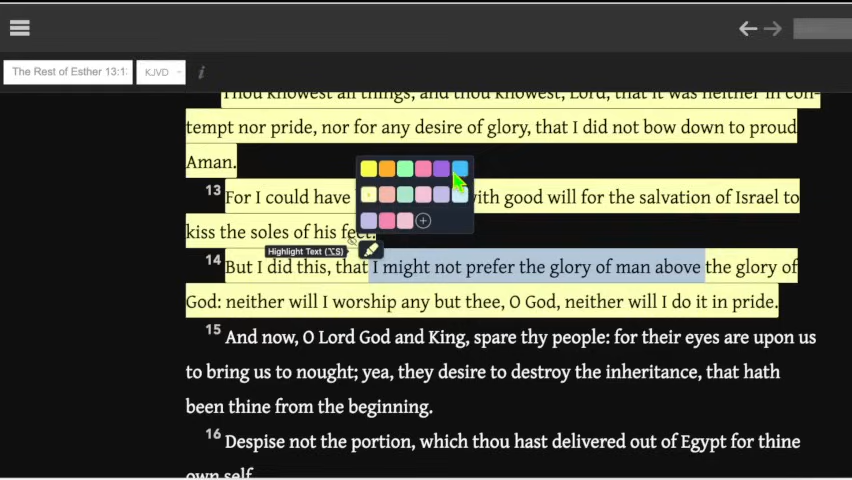 The Rest of Esther 13:1
KJVD
i
Thou knowest all things, and thou knowest, Lord, that it was neither in con-
tempt nor pride, nor for any desire of glory, that I did not bow down to proud
Aman.
13 For I could have with good will for the salvation of Israel to
kiss the soles of his feet.
Highlight Text (⌥S)
14 But I did this, that I might not prefer the glory of man above the glory of
God: neither will I worship any but thee, O God, neither will I do it in pride.
15 And now, O Lord God and King, spare thy people: for their eyes are upon us
to bring us to nought; yea, they desire to destroy the inheritance, that hath
been thine from the beginning.
16 Despise not the portion, which thou hast delivered out of Egypt for thine
own self.